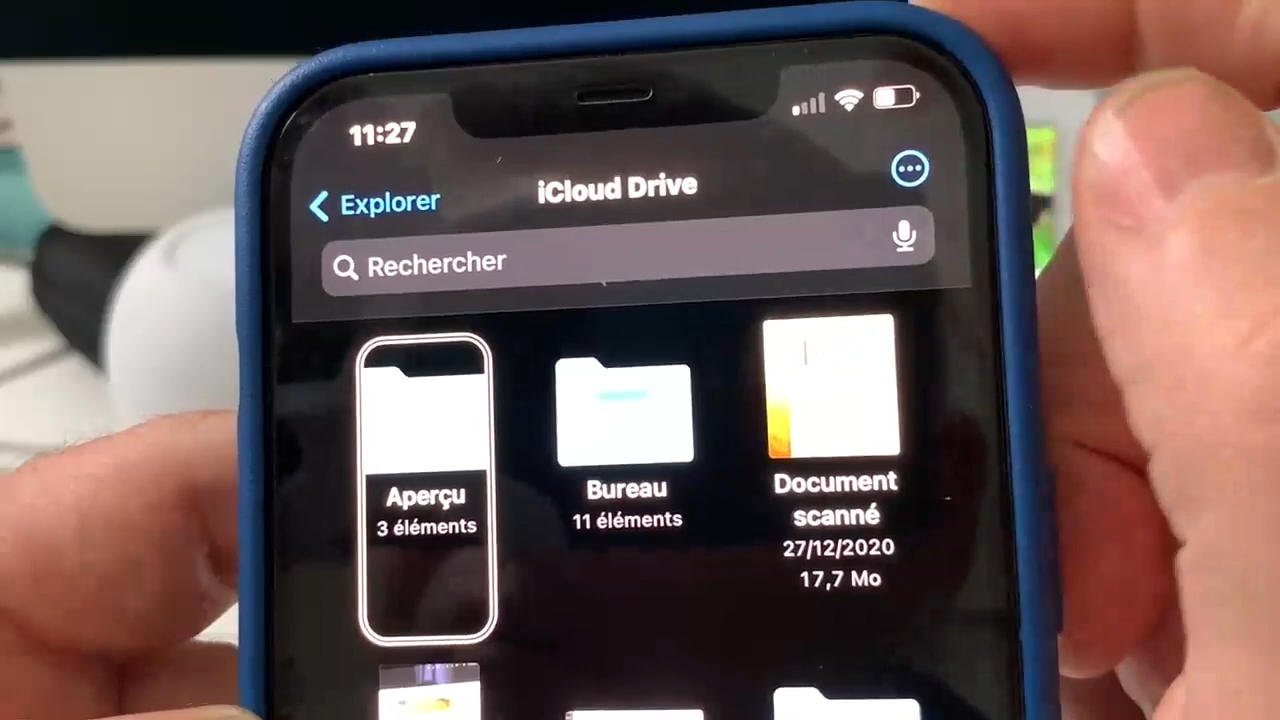 11:27
Explorer
iCloud Drive
Rechercher
Aperçu
3 éléments
Bureau
11 éléments
Document
scanné
27/12/2020
17,7 Mo